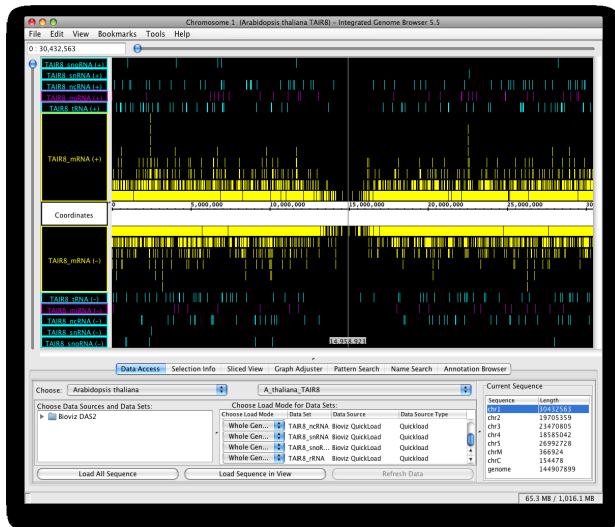 Chromosome 1 (Arabidopsis thaliana TAIR8) - Integrated Genome Browser 5.5
File Edit View Bookmarks Tools Help
0 : 30,432,563
TAIR8_snoRNA (+)
TAIR8_snRNA (+)
TAIR8_ncRNA (+)
TAIR8_miRNA (+)
TAIR8_tRNA (+)
TAIR8_mRNA (+)
Coordinates 0 5,000,000 10,000,000 15,000,000 20,000,000 25,000,000 30
TAIR8_mRNA (-)
TAIR8_tRNA (-)
TAIR8_miRNA (-)
TAIR8_ncRNA (-)
TAIR8_snRNA (-)
TAIR8_snoRNA (-) 14,958,923
Data Access Selection Info Sliced View Graph Adjuster Pattern Search Name Search Annotation Browser
Choose: Arabidopsis thaliana A_thaliana_TAIR8 Current Sequence
Choose Data Sources and Data Sets: Choose Load Mode for Data Sets: Sequence Length
Bioviz DAS2 Choose Load Mode Data Set Data Source Data Source Type chr1 30432563
Whole Gen... TAIR8_ncRNA Bioviz QuickLoad Quickload chr2 19705359
Whole Gen... TAIR8_snRNA Bioviz QuickLoad Quickload chr3 23470805
Whole Gen... TAIR8_snoR... Bioviz QuickLoad Quickload chr4 18585042
Whole Gen... TAIR8_rRNA Bioviz QuickLoad Quickload chr5 26992728
chrM 366924
chrC 154478
genome 144907899
Load All Sequence Load Sequence in View Refresh Data
65.3 MB / 1,016.1 MB